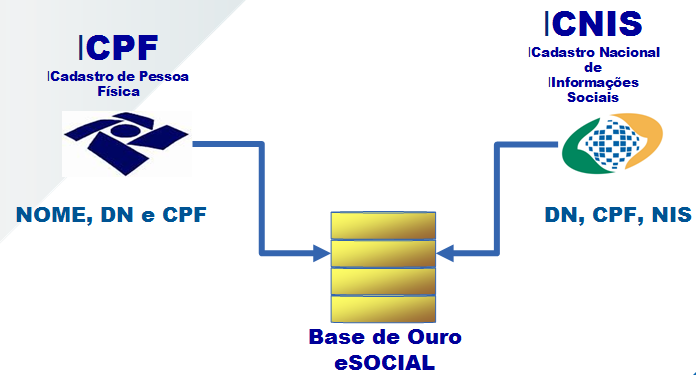 CPF
Cadastro de Pessoa
Física
NOME, DN e CPF
CNIS
Cadastro Nacional
de
Informações
Sociais
DN, CPF, NIS
Base de Ouro
eSOCIAL